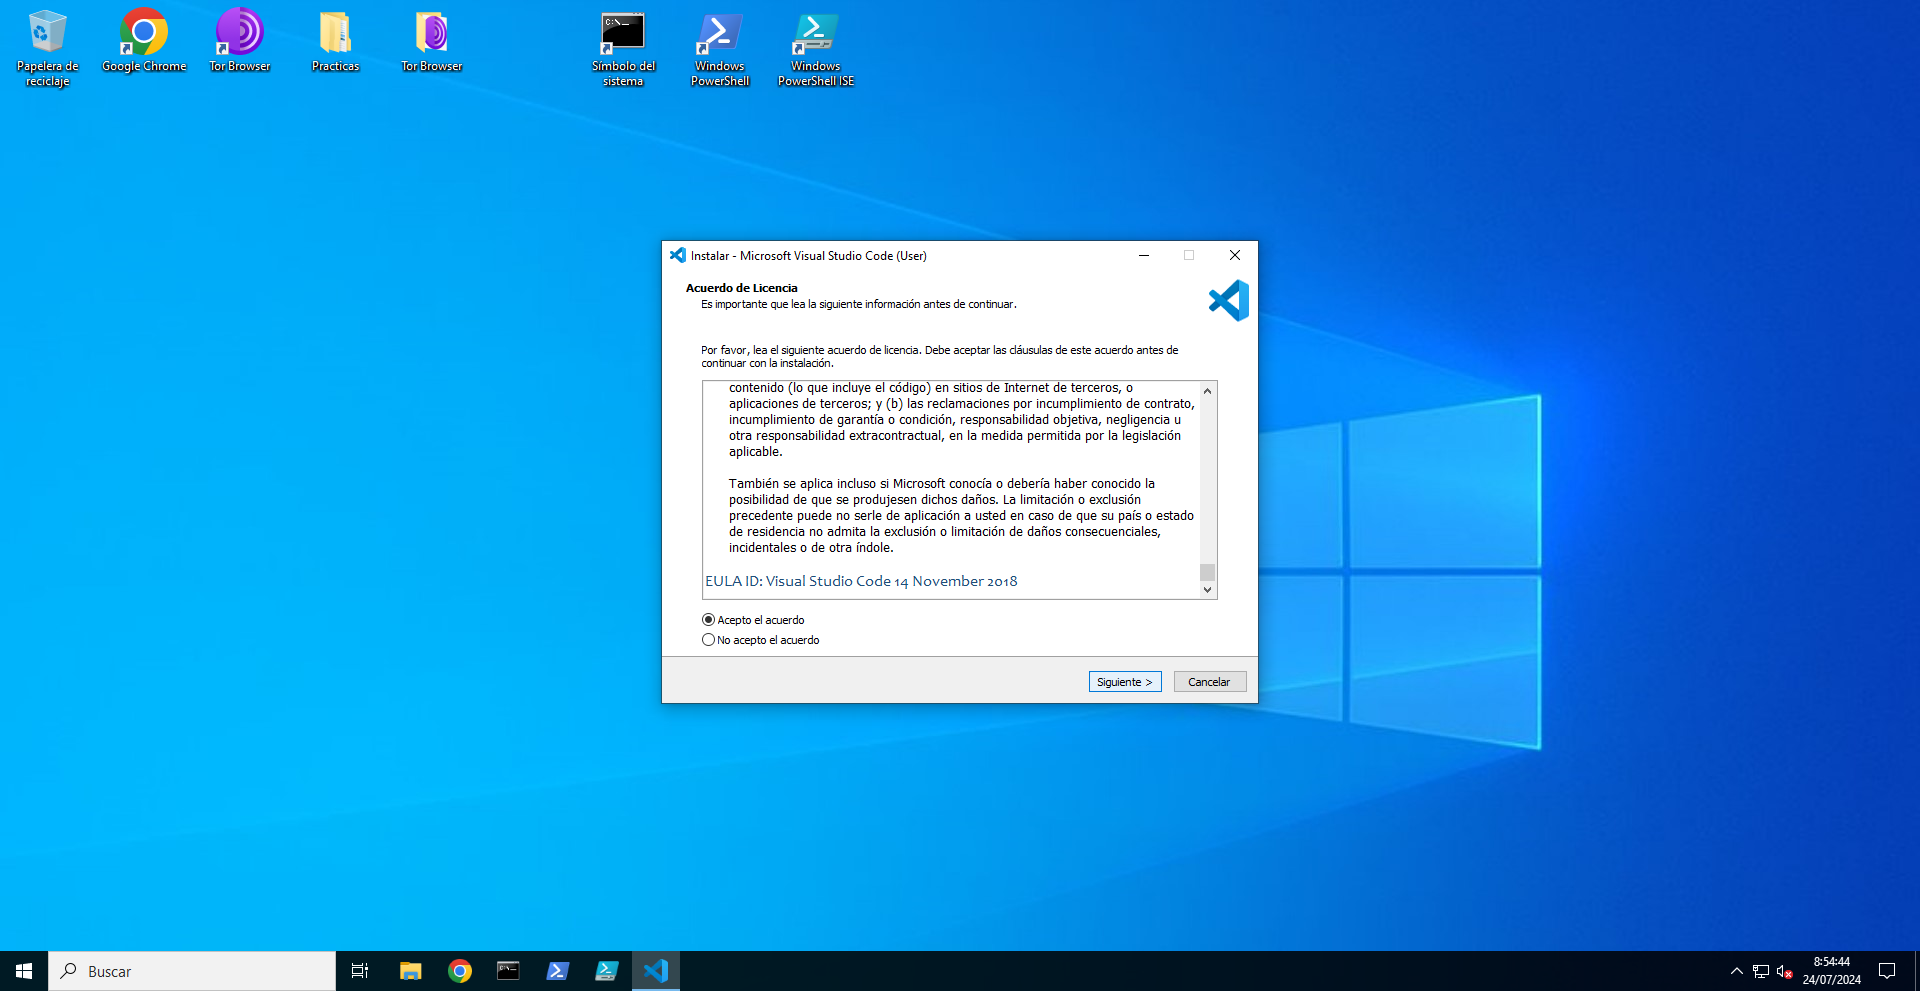 Papelera de
reciclaje
Google Chrome
Tor Browser
Practicas
Tor Browser
C:\_
Símbolo del
sistema
Windows
PowerShell
Windows
PowerShell ISE
Instalar - Microsoft Visual Studio Code (User)
Acuerdo de Licencia
Es importante que lea la siguiente información antes de continuar.
Por favor, lea el siguiente acuerdo de licencia. Debe aceptar las cláusulas de este acuerdo antes de
continuar con la instalación.
contenido (lo que incluye el código) en sitios de Internet de terceros, o
aplicaciones de terceros; y (b) las reclamaciones por incumplimiento de contrato,
incumplimiento de garantía o condición, responsabilidad objetiva, negligencia u
otra responsabilidad extracontractual, en la medida permitida por la legislación
aplicable.
También se aplica incluso si Microsoft conocía o debería haber conocido la
posibilidad de que se produjesen dichos daños. La limitación o exclusión
precedente puede no serle de aplicación a usted en caso de que su país o estado
de residencia no admita la exclusión o limitación de daños consecuenciales,
incidentales o de otra índole.
EULA ID: Visual Studio Code 14 November 2018
Acepto el acuerdo
No acepto el acuerdo
Siguiente >
Cancelar
Buscar
8:54:44
24/07/2024